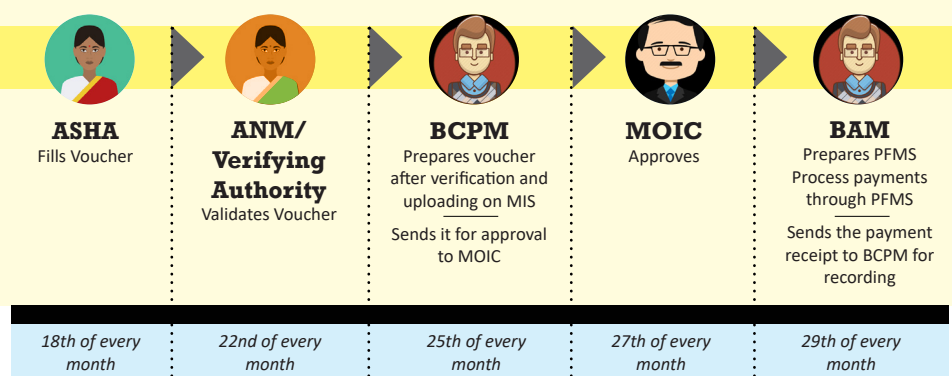 ASHA
Fills Voucher
ANM/
Verifying
Authority
Validates Voucher
BCPM
Prepares voucher
after verification and
uploading on MIS
Sends it for approval
to MOIC
MOIC
Approves
BAM
Prepares PFMS
Process payments
through PFMS
Sends the payment
receipt to BCPM for
recording
18th of every
month
22nd of every
month
25th of every
month
27th of every
month
29th of every
month